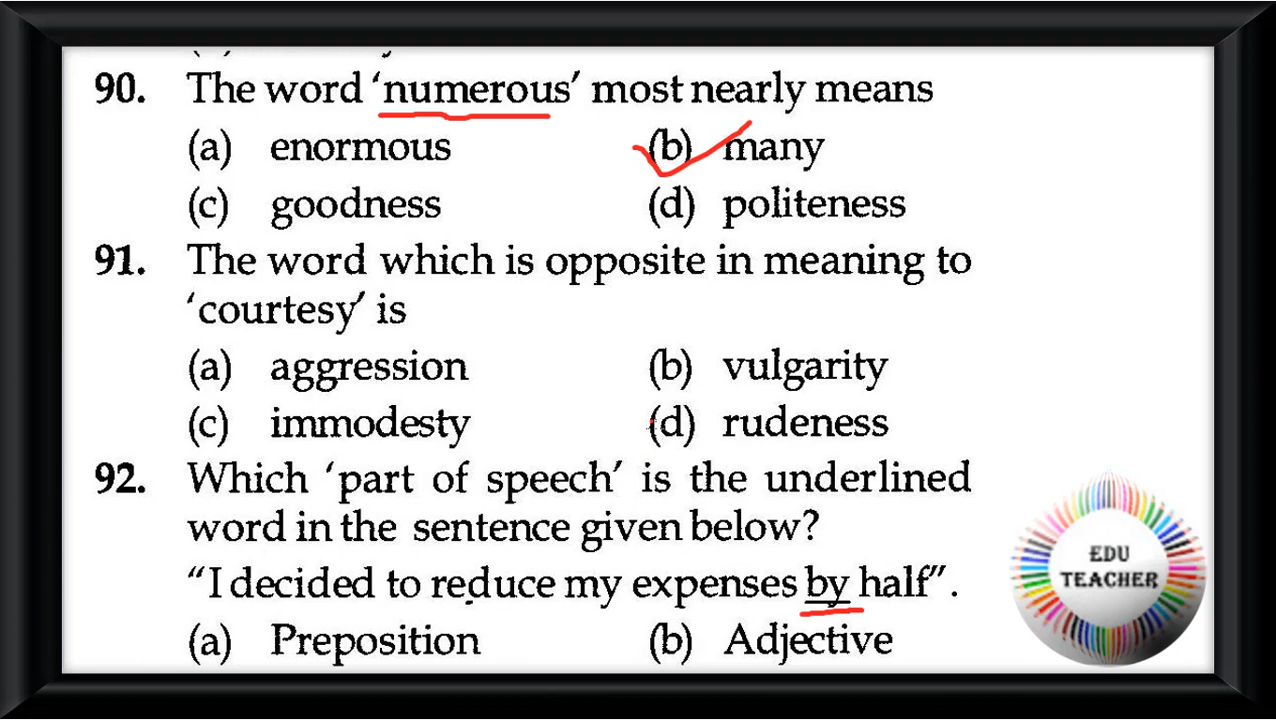 90. The word ‘numerous’ most nearly means
(a) enormous (b) many
(c) goodness (d) politeness
91. The word which is opposite in meaning to
‘courtesy’ is
(a) aggression (b) vulgarity
(c) immodesty (d) rudeness
92. Which ‘part of speech’ is the underlined
word in the sentence given below?
“I decided to reduce my expenses by half”.
(a) Preposition (b) Adjective
EDU
TEACHER